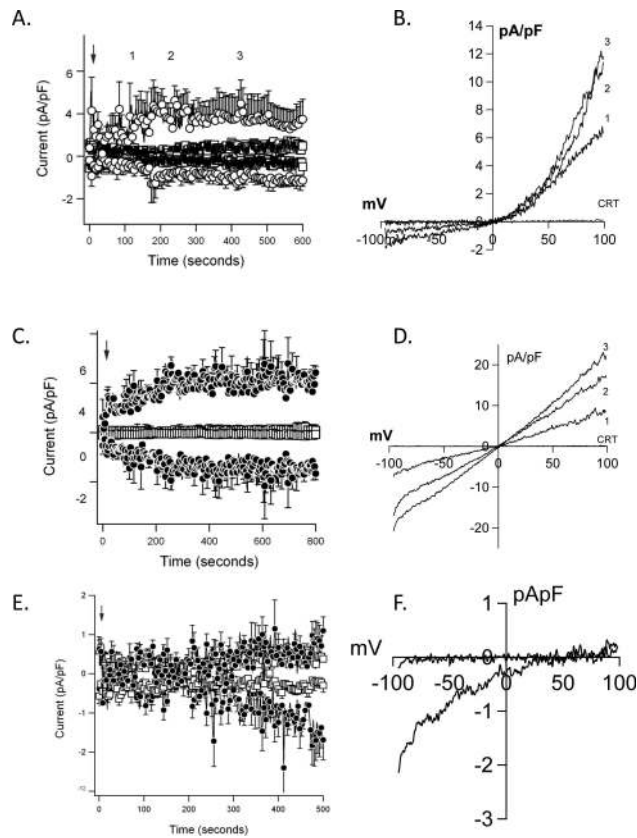 A.
6
4
2
0
-2
Current (pA/pF)
1 2 3
0 100 200 300 400 500 600
Time (seconds)
B.
pA/pF
14
12
10
8
6
4
2
0
-2
3
2
1
CRT
mV
-100 -50 0 50 100
C.
6
4
0
-2
Current (pA/pF)
0 200 400 600 800
Time (seconds)
D.
pA/pF
20
10
0
-10
-20
3
2
1
CRT
mV
-100 -50 0 50 100
E.
2
1
0
-1
-2
Current (pA/pF)
0 100 200 300 400 500
Time (seconds)
F.
pApF
1
0
-1
-2
-3
mV
-100 -50 0 50 100